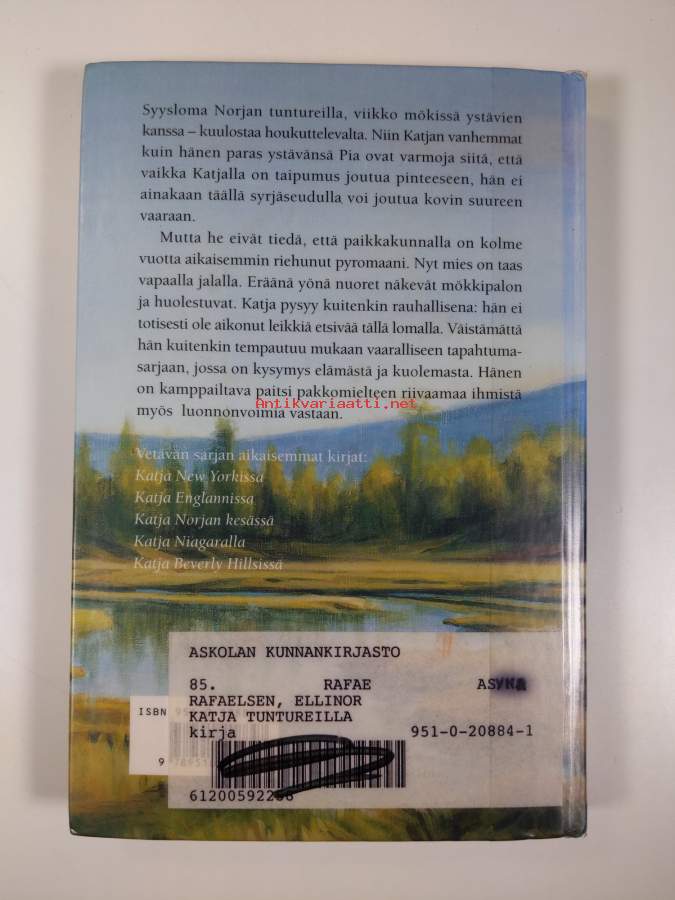 Syysloma Norjan tuntureilla, viikko mökissä ystävien
kanssa – kuulostaa houkuttelevalta. Niin Katjan vanhemmat
kuin hänen paras ystävänsä Pia ovat varmoja siitä, että
vaikka Katjalla on taipumus joutua pinteeseen, hän ei
ainakaan täällä syrjäseudulla voi joutua kovin suureen
vaaraan.
Mutta he eivät tiedä, että paikkakunnalla on kolme
vuotta aikaisemmin riehunut pyromaani. Nyt mies on taas
vapaalla jalalla. Eräänä yönä nuoret näkevät mökkipalon
ja huolestuvat. Katja pysyy kuitenkin rauhallisena: hän ei
totisesti ole aikonut leikkiä etsivää tällä lomalla. Väistämättä
hän kuitenkin tempautuu mukaan vaaralliseen tapahtuma-
sarjaan, jossa on kysymys elämästä ja kuolemasta. Hänen
on kamppailtava paitsi pakkomielteen riivaamaa ihmistä
Antikvariaatti.net
myös luonnonvoimia vastaan.
Vetävän sarjan aikaisemmat kirjat:
Katja New Yorkissa
Katja Englannissa
Katja Norjan kesässä
Katja Niagaralla
Katja Beverly Hillsissä
ASKOLAN KUNNANKIRJASTO
85. RAFAE
RAFAELSEN, ELLINOR
KATJA TUNTUREILLA
kirja 951-0-20884-1
ISBN 95
9 78951